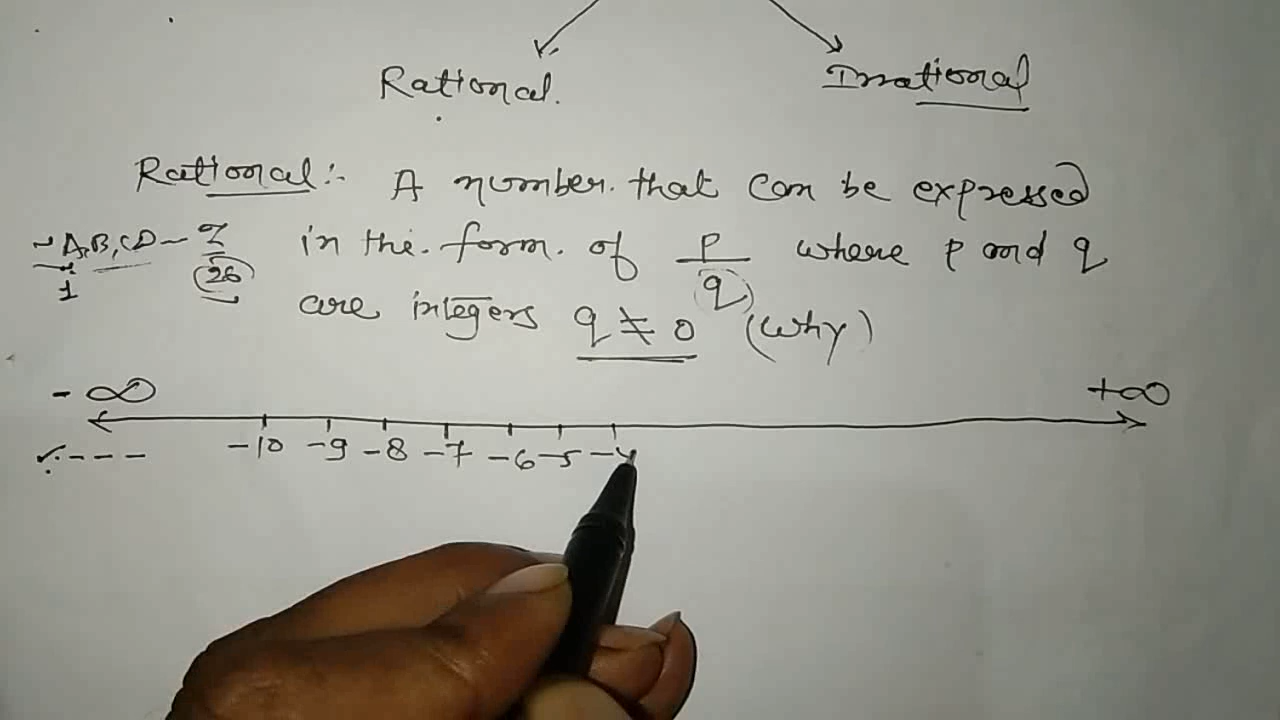 Rational.
Irrational
Rational:- A number that can be expressed
~ A,B,CD - Z in the form of P/q where p and q
1 26 are integers q ≠ 0 (Why)
- ∞ +∞
-10 -9 -8 -7 -6 -5 -4